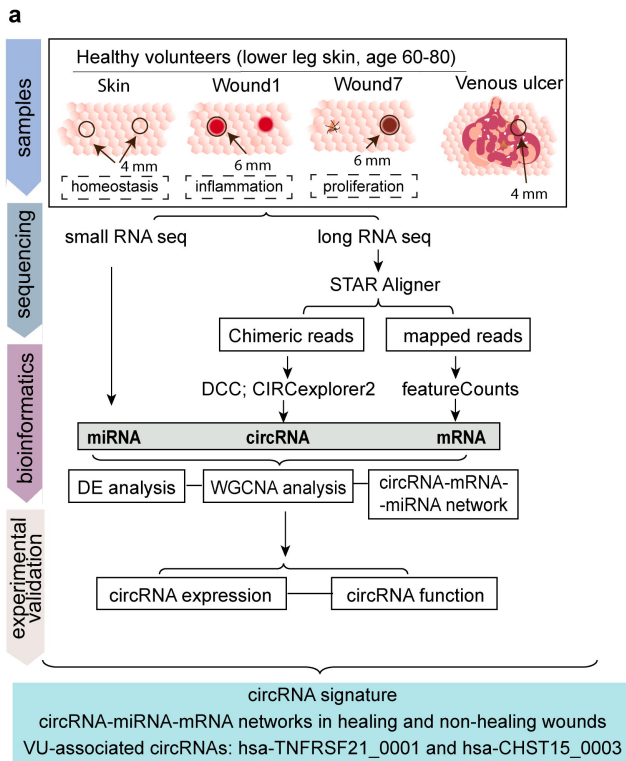 a
samples
Healthy volunteers (lower leg skin, age 60-80)
Skin
Wound1
Wound7
Venous ulcer
4 mm
6 mm
6 mm
4 mm
homeostasis
inflammation
proliferation
sequencing
small RNA seq
long RNA seq
STAR Aligner
Chimeric reads
mapped reads
bioinformatics
DCC; CIRCexplorer2
featureCounts
miRNA
circRNA
mRNA
DE analysis
WGCNA analysis
circRNA-mRNA-
-miRNA network
experimental
validation
circRNA expression
circRNA function
circRNA signature
circRNA-miRNA-mRNA networks in healing and non-healing wounds
VU-associated circRNAs: hsa-TNFRSF21_0001 and hsa-CHST15_0003